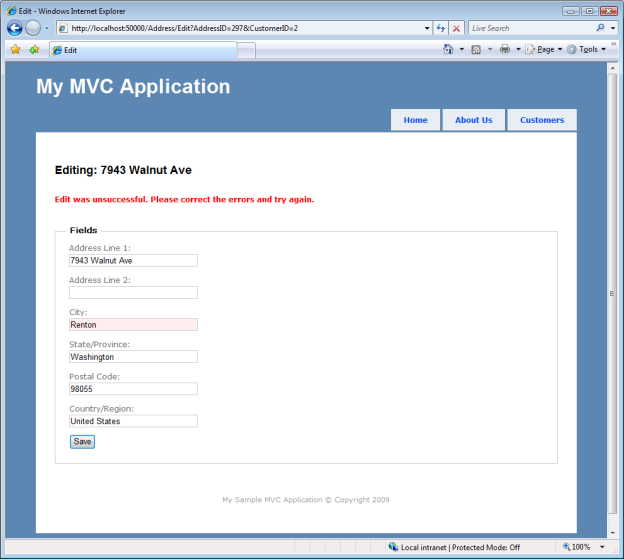 Edit - Windows Internet Explorer
http://localhost:50000/Address/Edit?AddressID=297&CustomerID=2
Live Search
Edit
Page
Tools
My MVC Application
Home About Us Customers
Editing: 7943 Walnut Ave
Edit was unsuccessful. Please correct the errors and try again.
Fields
Address Line 1:
7943 Walnut Ave
Address Line 2:
City:
Renton
State/Province:
Washington
Postal Code:
98055
Country/Region:
United States
Save
My Sample MVC Application © Copyright 2009
Local intranet | Protected Mode: Off 100%